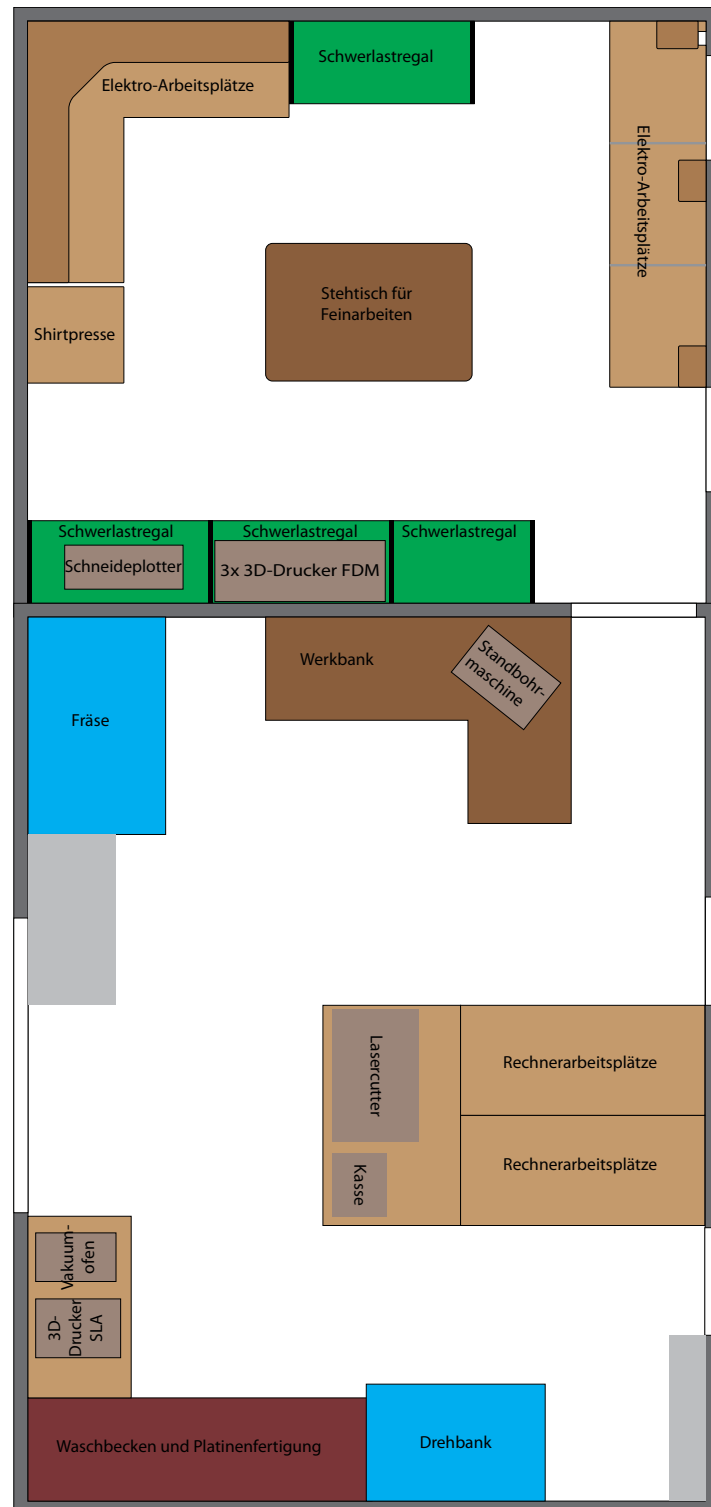 Schwerlastregal
Elektro-Arbeitsplätze
Elektro-Arbeitsplätze
Stehtisch für
Feinarbeiten
Shirtpresse
Schwerlastregal
Schwerlastregal
Schwerlastregal
Schneideplotter
3x 3D-Drucker FDM
Werkbank
Standbohr-
maschine
Fräse
Lasercutter
Rechnerarbeitsplätze
Kasse
Rechnerarbeitsplätze
Vakuum-
ofen
3D-
Drucker
SLA
Waschbecken und Platinenfertigung
Drehbank